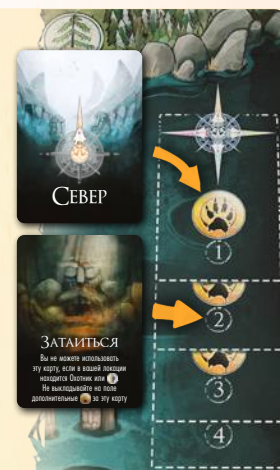 СЕВЕР
1
ЗАТАИТЬСЯ
Вы не можете использовать
эту карту, если в вашей локации
находится Охотник или
Не выкладывайте на поле
дополнительные за эту карту
2
3
4